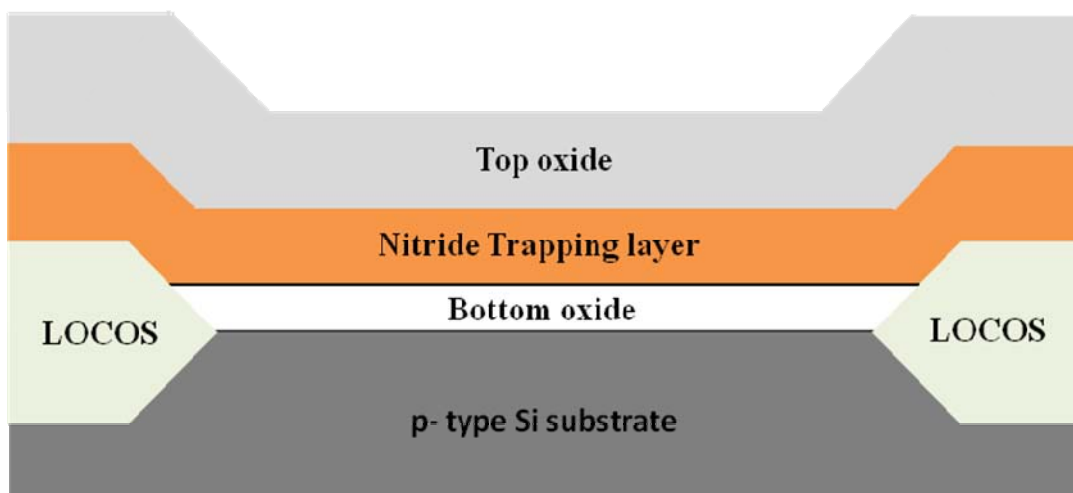 Top oxide
Nitride Trapping layer
Bottom oxide
LOCOS
LOCOS
p- type Si substrate